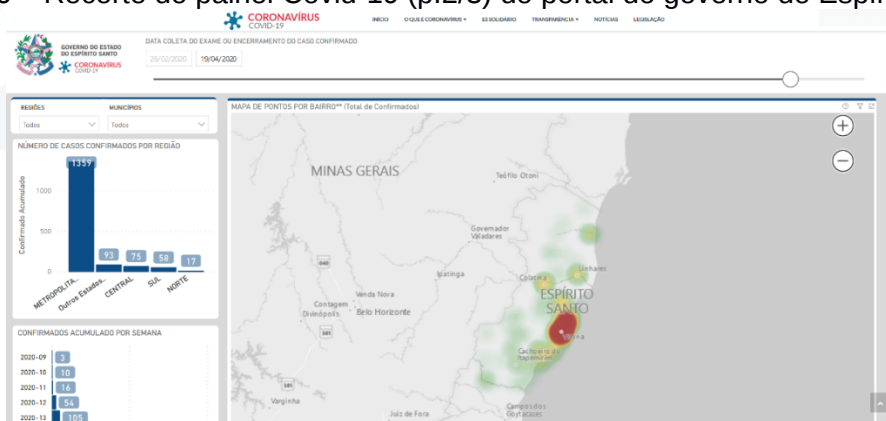 Recorte do painel Covid-19 (p.2/3) do portal do governo do Espír
CORONAVÍRUS
COVID-19
INÍCIO
O QUE É CORONAVÍRUS
ES SOLIDÁRIO
TRANSPARÊNCIA
NOTÍCIAS
LEGISLAÇÃO
GOVERNO DO ESTADO
DO ESPÍRITO SANTO
CORONAVÍRUS
COVID-19
DATA COLETA DO EXAME OU ENCERRAMENTO DO CASO CONFIRMADO
26/02/2020
19/04/2020
REGIÕES
MUNICÍPIOS
Todos
Todos
NÚMERO DE CASOS CONFIRMADOS POR REGIÃO
Confirmado Acumulado
1000
500
0
1359
93
75
58
17
METROPOLITA...
Outros Estados...
CENTRAL
SUL
NORTE
CONFIRMADOS ACUMULADO POR SEMANA
2020-09 3
2020-10 10
2020-11 16
2020-12 54
2020-13 105
MAPA DE PONTOS POR BAIRRO** (Total de Confirmados)
MINAS GERAIS
Teófilo Otoni
Governador
Valadares
040
Ipatinga
Colatina
Linhares
ESPÍRITO
SANTO
Venda Nova
Contagem
Divinópolis
Belo Horizonte
381
Cachoeiro de
Itapemirim
381
Varginha
Juiz de Fora
Campos dos
Goytacazes